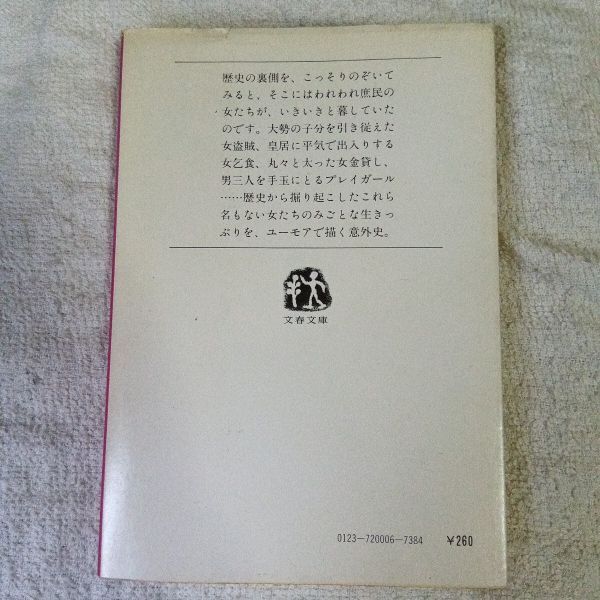 歴史の裏側を、こっそりのぞいて
みると、そこにはわれわれ庶民の
女たちが、いきいきと暮していた
のです。大勢の子分を引き従えた
女盗賊、皇居に平気で出入りする
女乞食、丸々と太った女金貸し、
男三人を手玉にとるプレイガール
……歴史から掘り起こしたこれら
名もない女たちのみごとな生きっ
ぷりを、ユーモアで描く意外史。
文春文庫
0123-720006-7384 ￥260